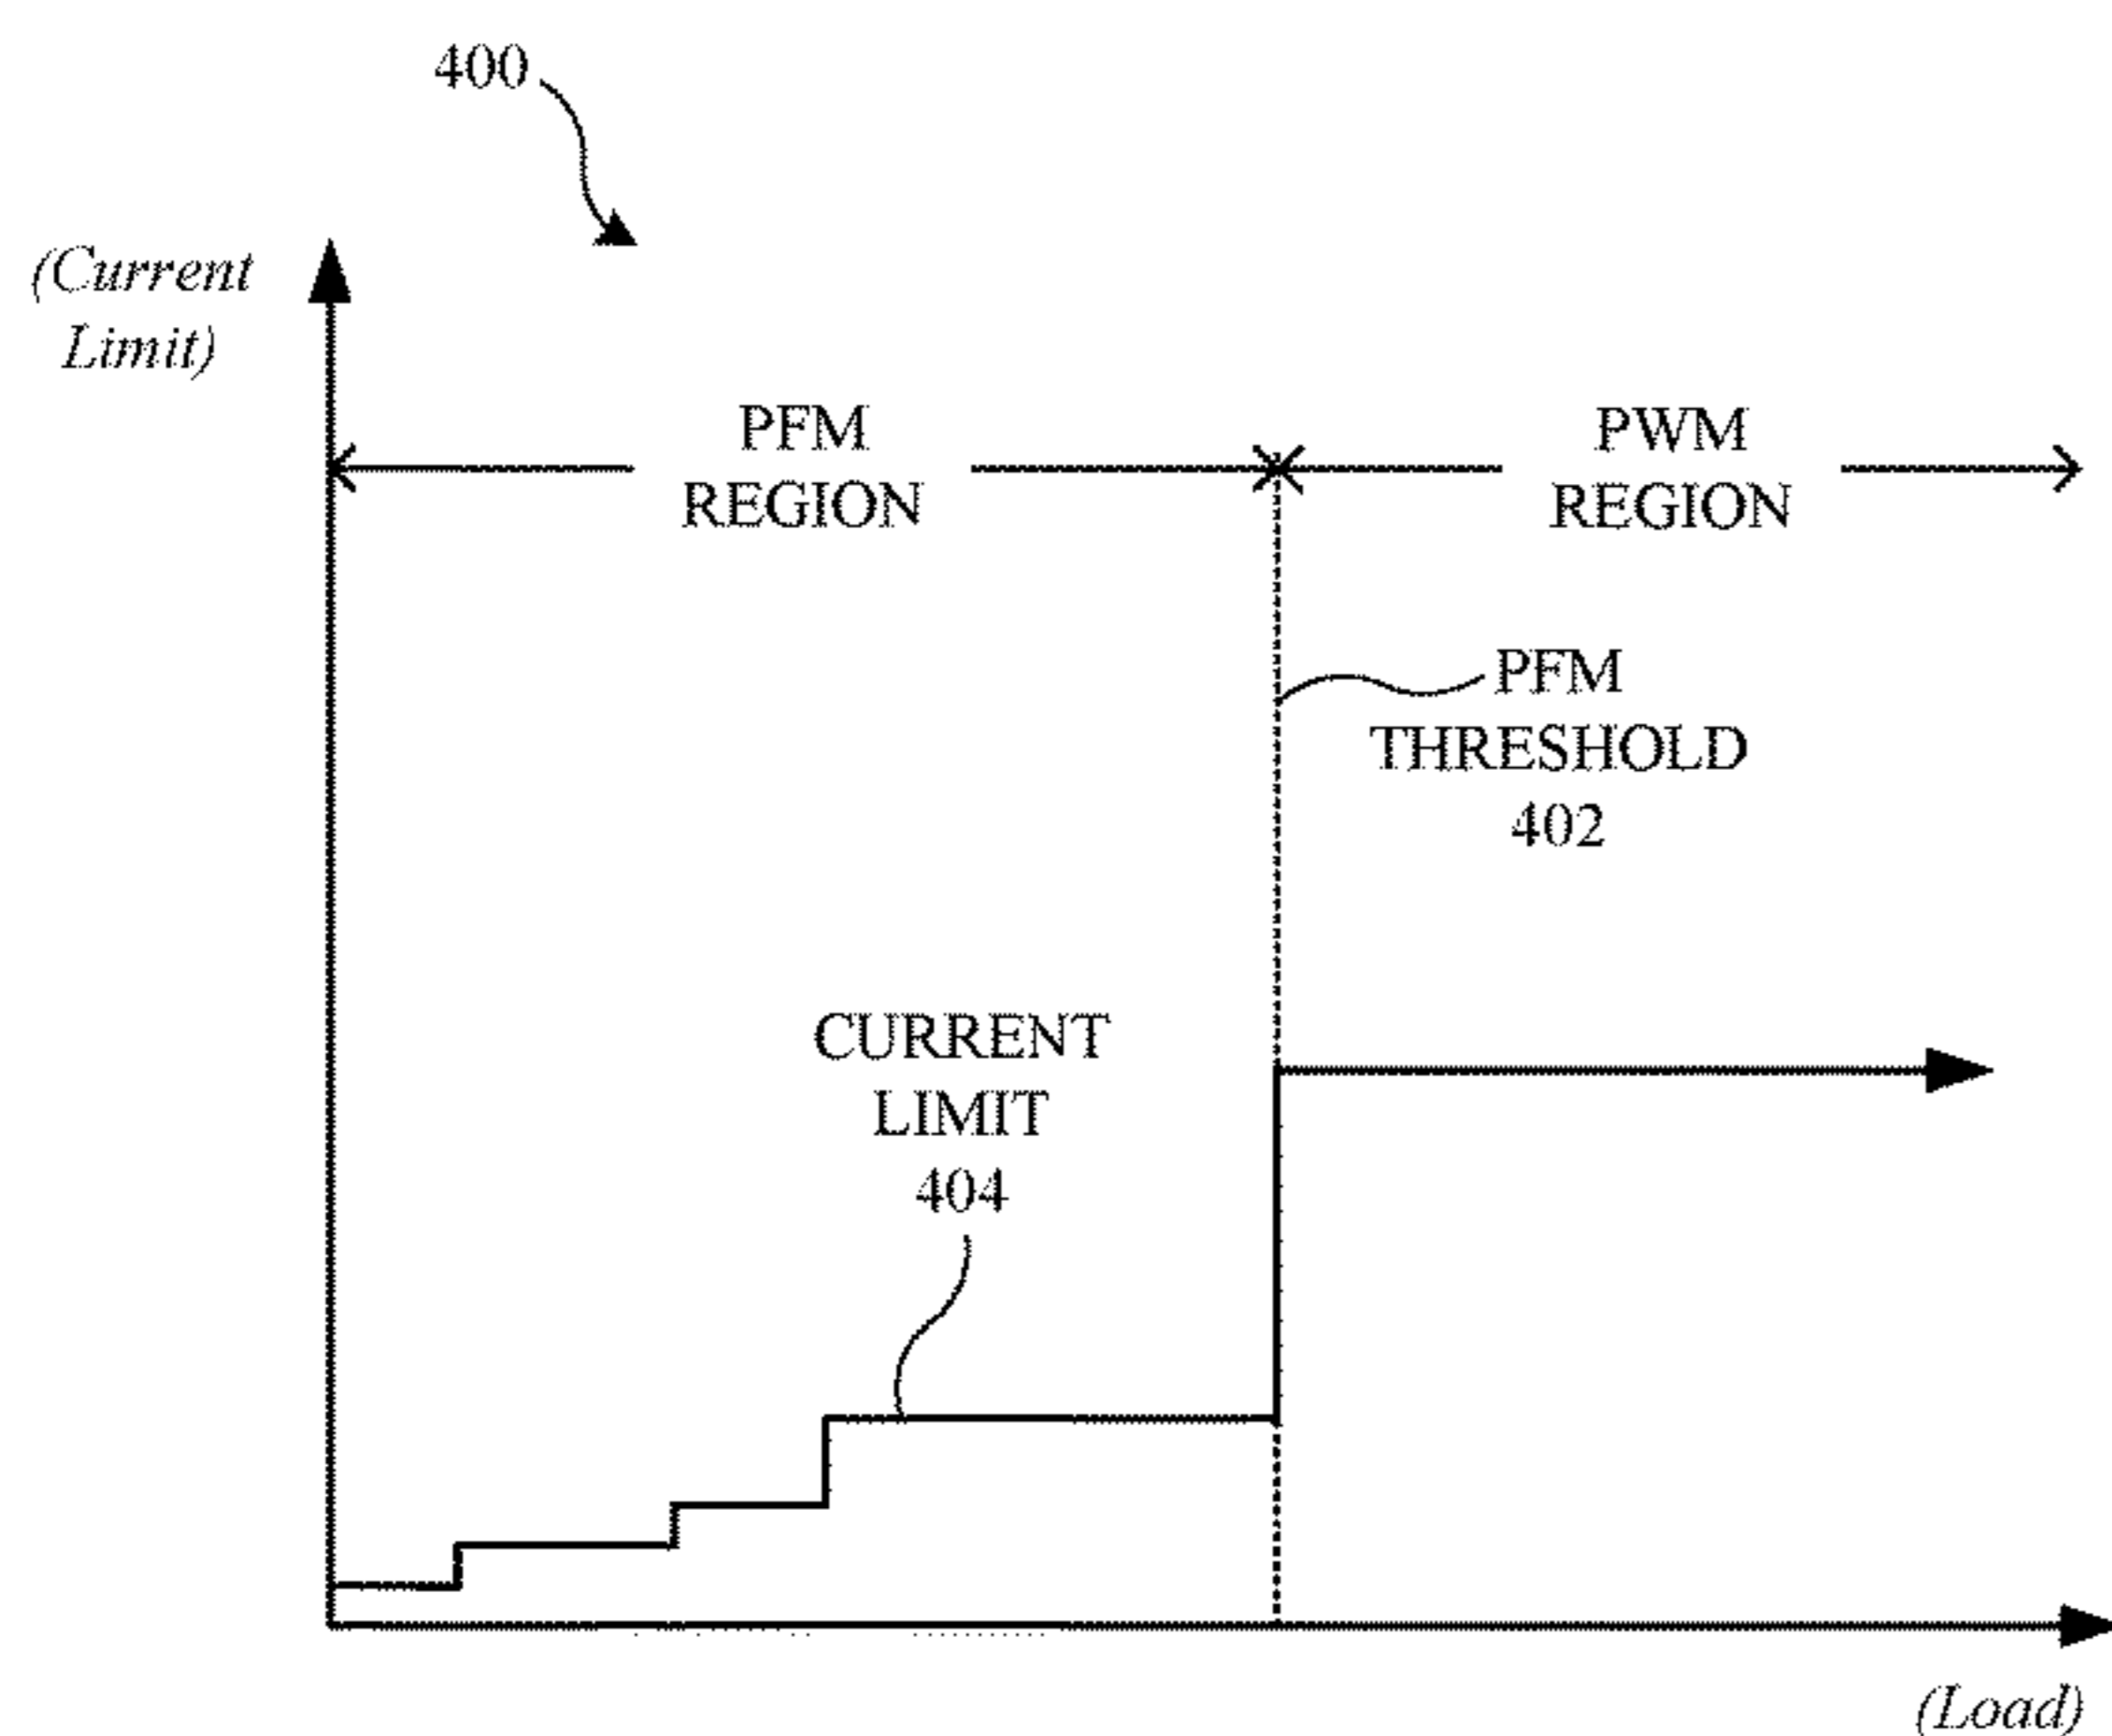 400
(Current
Limit)
PFM
REGION
PWM
REGION
PFM
THRESHOLD
402
CURRENT
LIMIT
404
(Load)